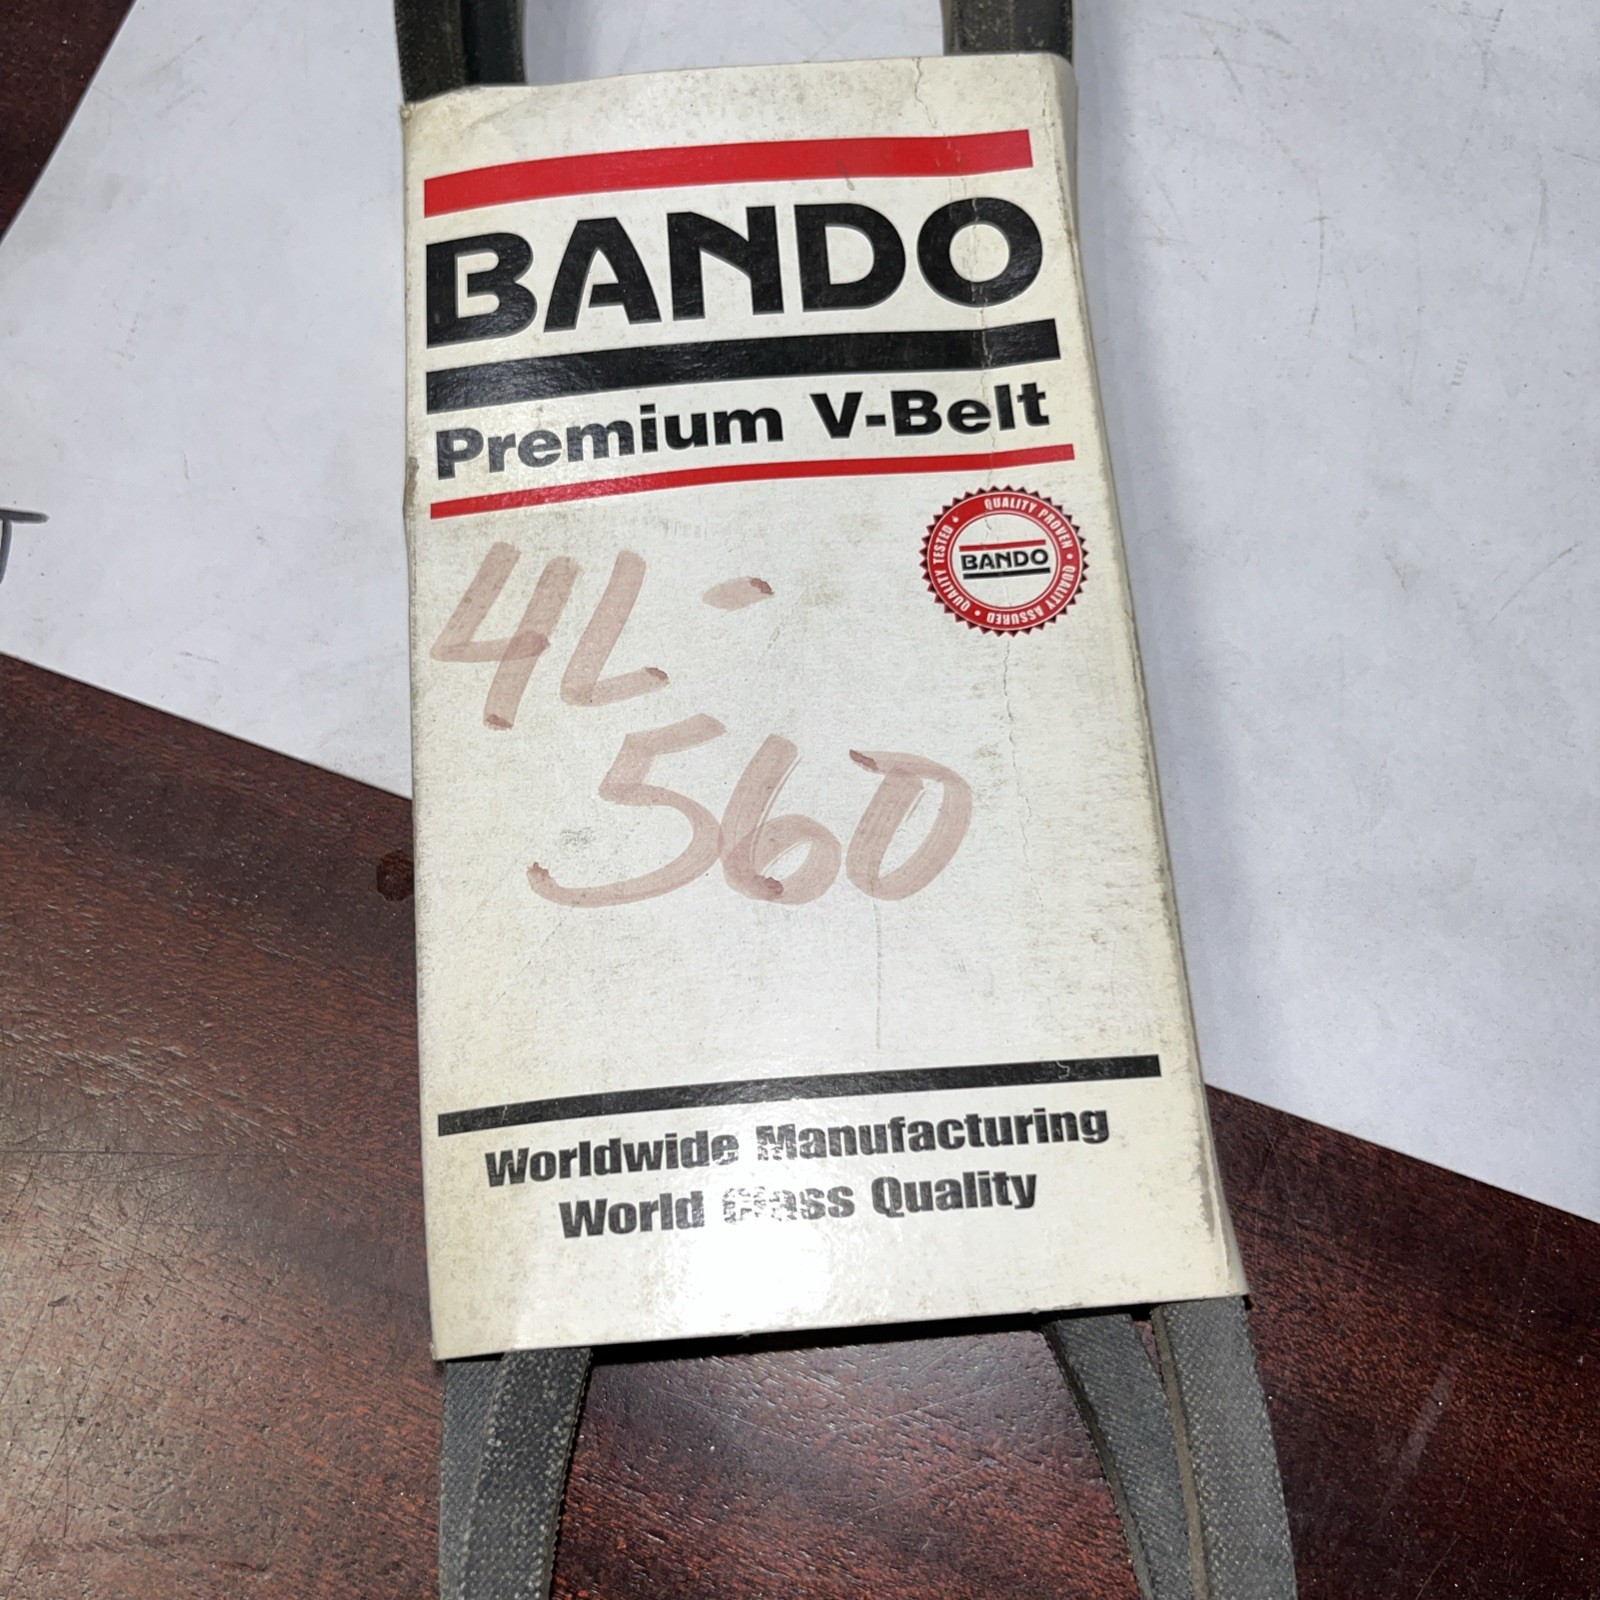 BANDO
Premium V-Belt
QUALITY PROVEN • QUALITY ASSURED • QUALITY TESTED •
BANDO
4L-
560
Worldwide Manufacturing
World Class Quality